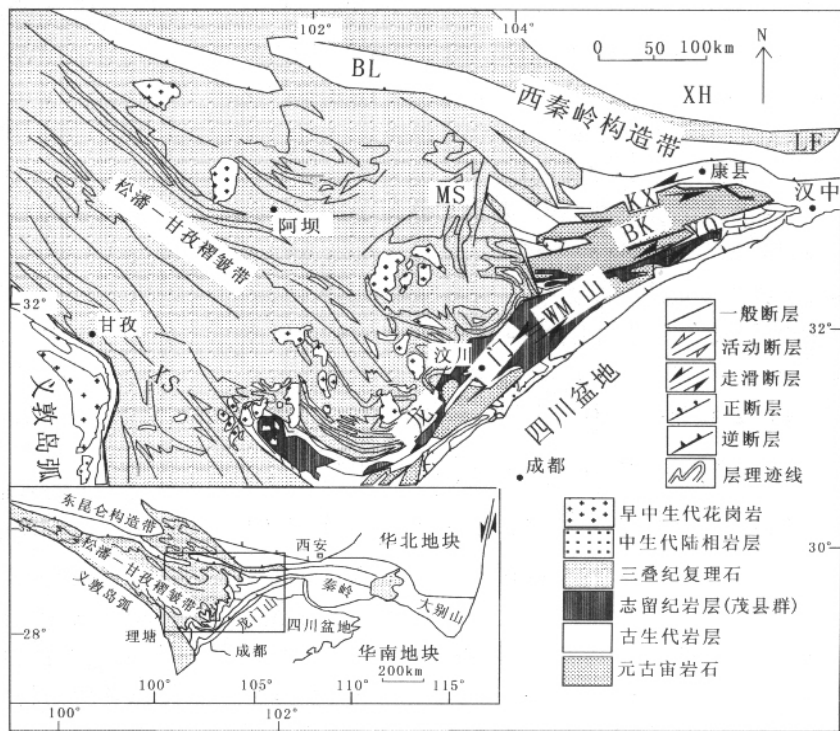 102°
104°
0 50 100km
N
BL
西秦岭构造带
XH
LF
康县
汉中
KX
BK
YQ
MS
松潘—甘孜褶皱带
阿坝
32°
甘孜
32°
WM 山
门
龙
汶川
XS
义敦岛弧
四川盆地
成都
一般断层
活动断层
走滑断层
正断层
逆断层
层理迹线
早中生代花岗岩
中生代陆相岩层
三叠纪复理石
志留纪岩层(茂县群)
古生代岩层
元古宙岩石
30°
东昆仑构造带
松潘—甘孜褶皱带
义敦岛弧
西安
华北地块
秦岭
大别山
龙门山
四川盆地
理塘
成都
华南地块
200km
28°
100°
105°
110°
115°
100°
102°